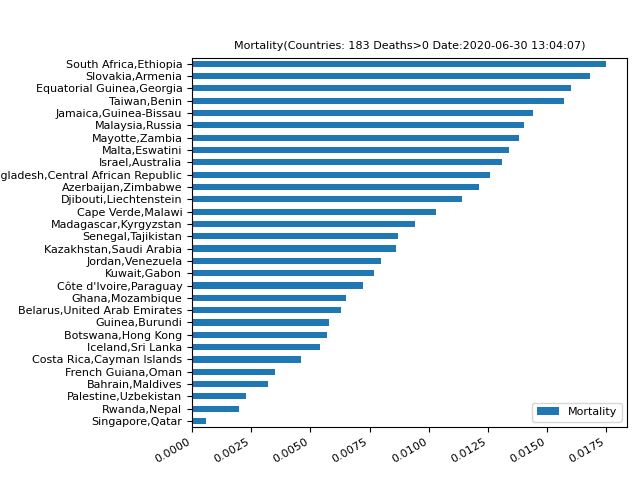 Mortality(Countries: 183 Deaths>0 Date:2020-06-30 13:04:07)
South Africa,Ethiopia
Slovakia,Armenia
Equatorial Guinea,Georgia
Taiwan,Benin
Jamaica,Guinea-Bissau
Malaysia,Russia
Mayotte,Zambia
Malta,Eswatini
Israel,Australia
gladesh,Central African Republic
Azerbaijan,Zimbabwe
Djibouti,Liechtenstein
Cape Verde,Malawi
Madagascar,Kyrgyzstan
Senegal,Tajikistan
Kazakhstan,Saudi Arabia
Jordan,Venezuela
Kuwait,Gabon
Côte d'Ivoire,Paraguay
Ghana,Mozambique
Belarus,United Arab Emirates
Guinea,Burundi
Botswana,Hong Kong
Iceland,Sri Lanka
Costa Rica,Cayman Islands
French Guiana,Oman
Bahrain,Maldives
Palestine,Uzbekistan
Rwanda,Nepal
Singapore,Qatar
Mortality
0.0000
0.0025
0.0050
0.0075
0.0100
0.0125
0.0150
0.0175